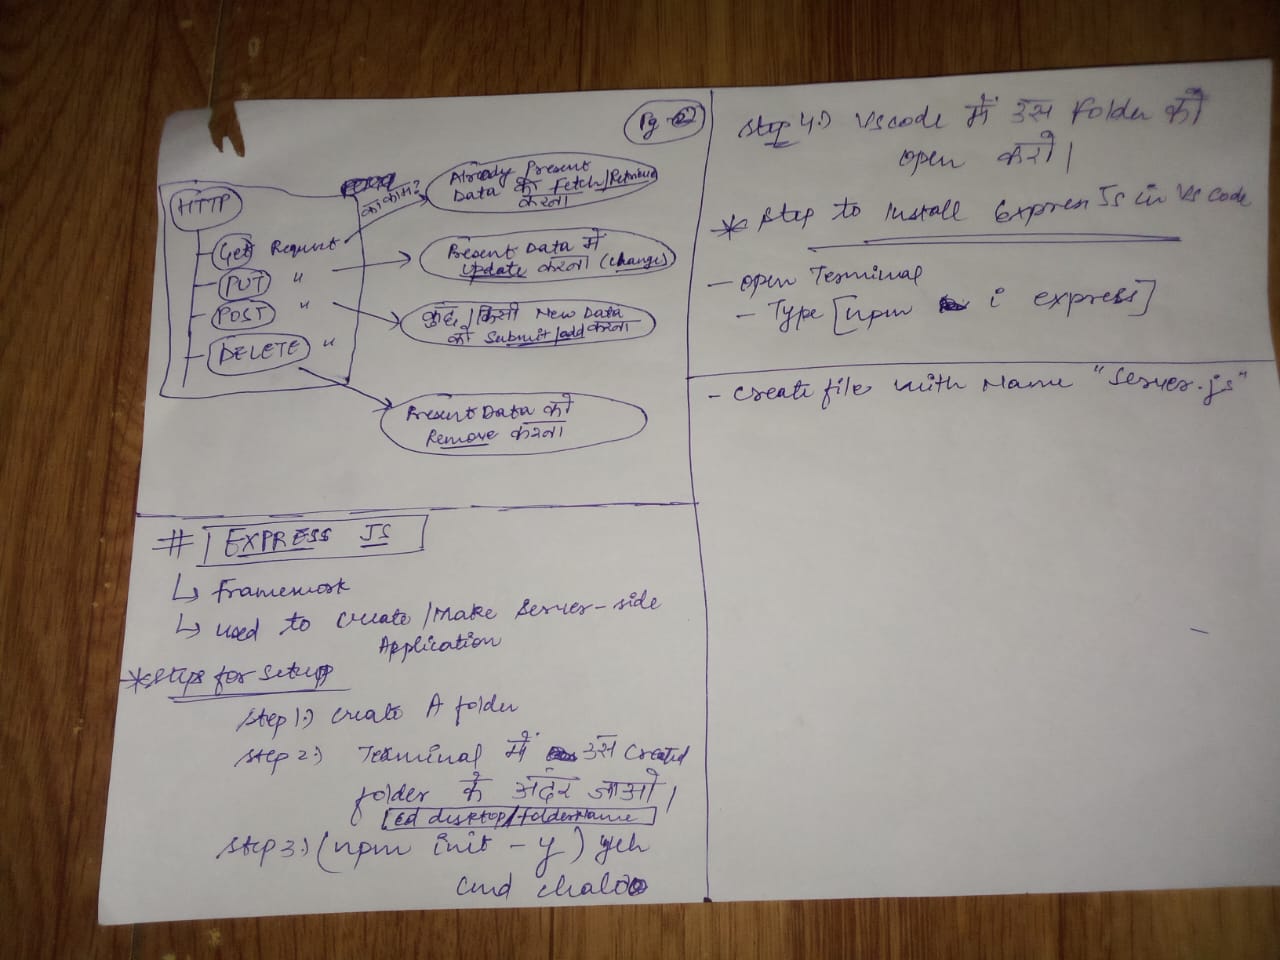 Pg-2
HTTP
Get Request
PUT "
POST "
DELETE "
का काम?
Already Present
Data को Fetch/Retrieve
करना
Present Data में
Update करना (changes)
कुछ/किसी New Data
को Submit/add करना
Present Data को
Remove करना
# EXPRESS JS
↳ framework
↳ used to create/Make Server-side
Application
*steps for setup
step 1:) create A folder
step 2:) Terminal में उस created
folder के अंदर जाओ।
cd desktop/folderName
step 3:) (npm init -y) yeh
cmd chalao
step 4:) Vscode में उस folder को
open करो।
* step to Install Express Js in Vs code
- open Terminal
- Type [npm i express]
- create file with Name "server.js"